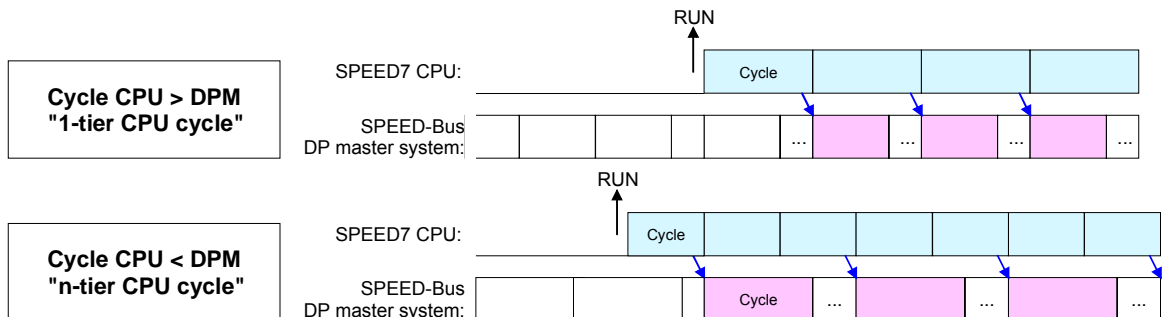 RUN
Cycle CPU > DPM
"1-tier CPU cycle"
SPEED7 CPU:
Cycle
SPEED-Bus
DP master system:
...
...
...
...
RUN
Cycle CPU < DPM
"n-tier CPU cycle"
SPEED7 CPU:
Cycle
SPEED-Bus
DP master system:
Cycle
...
...
...